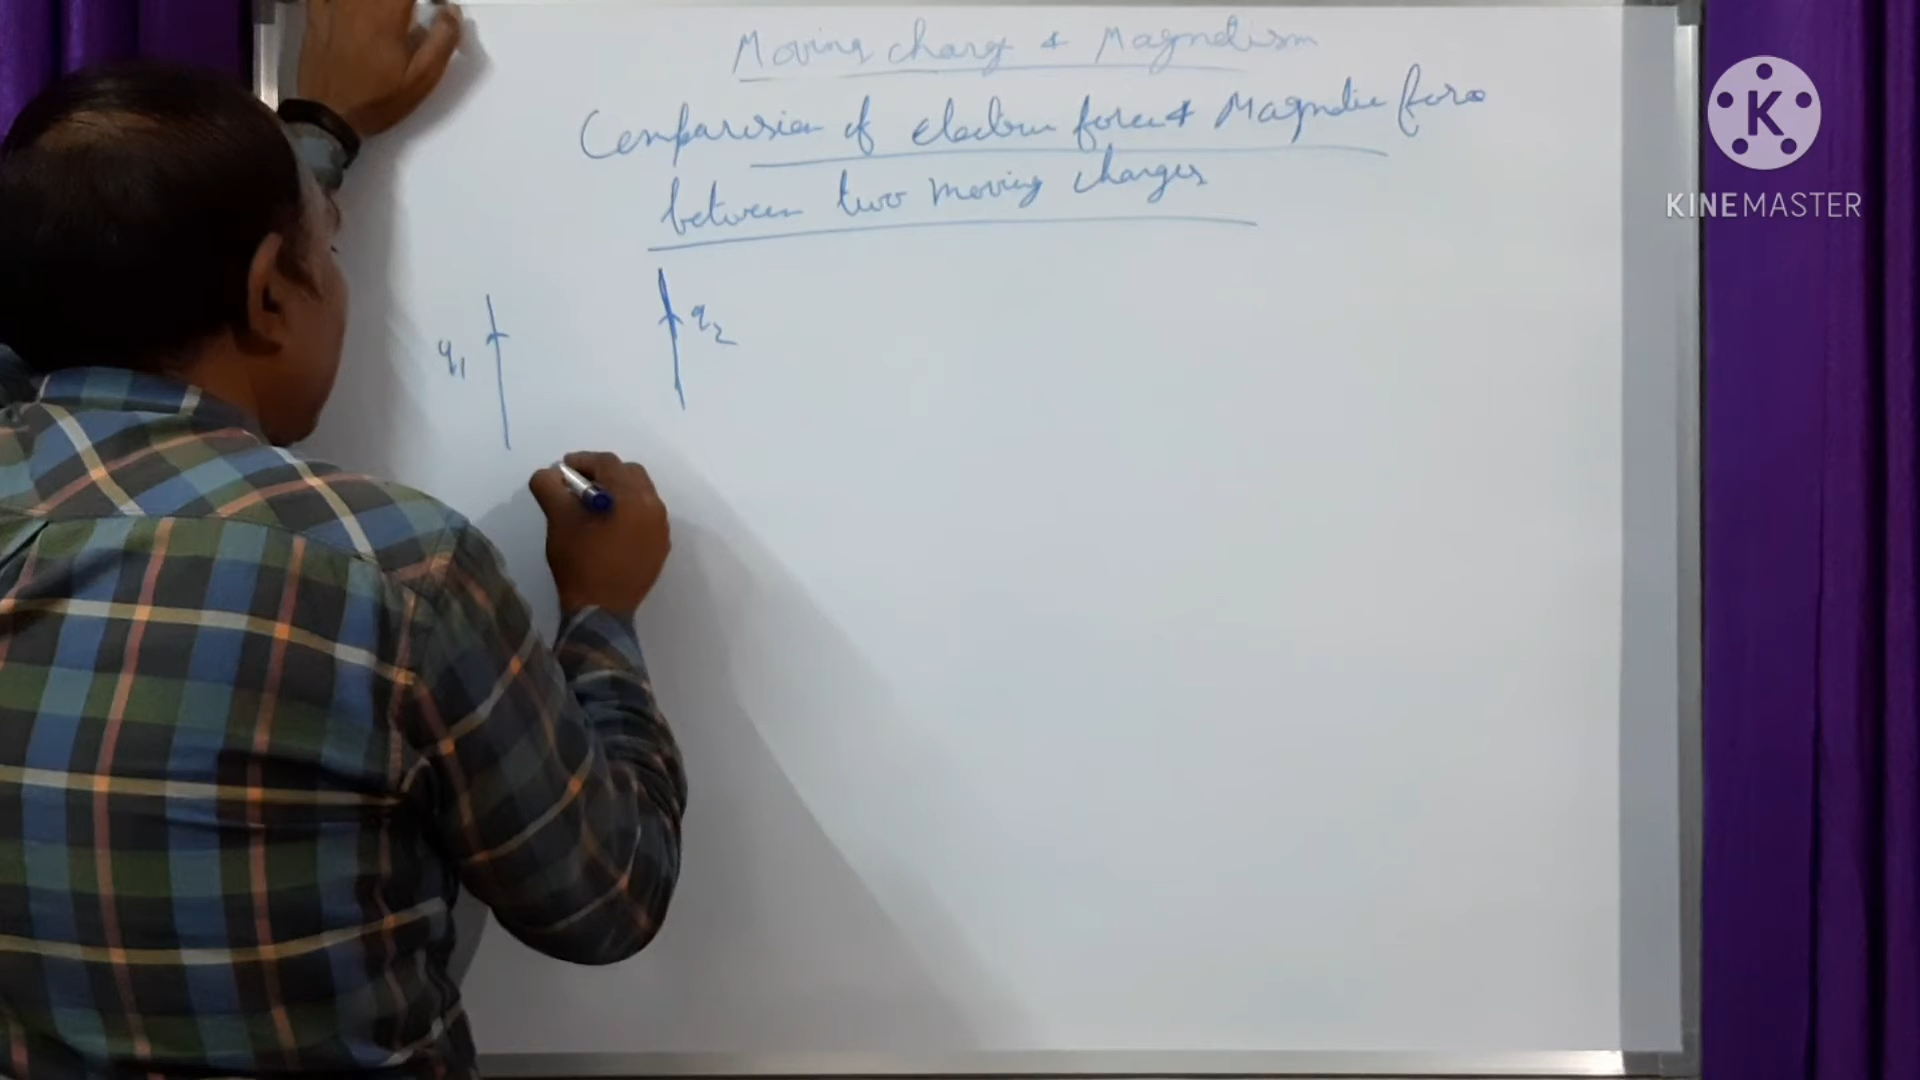 Moving charge & Magnetism
Comparision of electric force & Magnetic force
between two moving charges
q1
q2
K
KINEMASTER